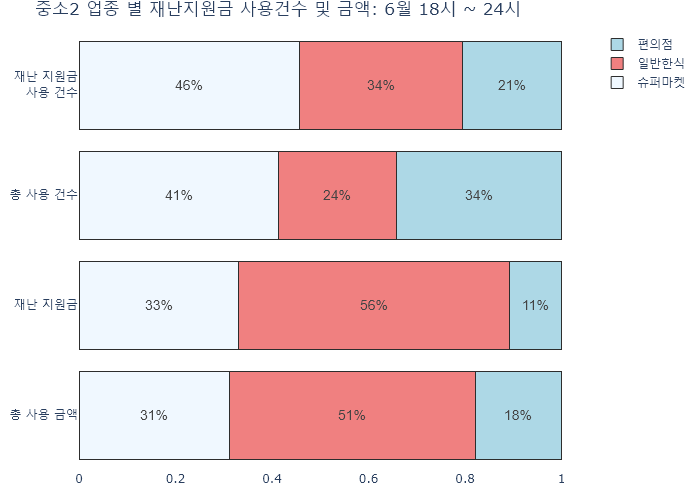 중소2 업종 별 재난지원금 사용건수 및 금액: 6월 18시 ~ 24시
편의점
일반한식
슈퍼마켓
재난 지원금
사용 건수
46%
34%
21%
총 사용 건수
41%
24%
34%
재난 지원금
33%
56%
11%
총 사용 금액
31%
51%
18%
0
0.2
0.4
0.6
0.8
1